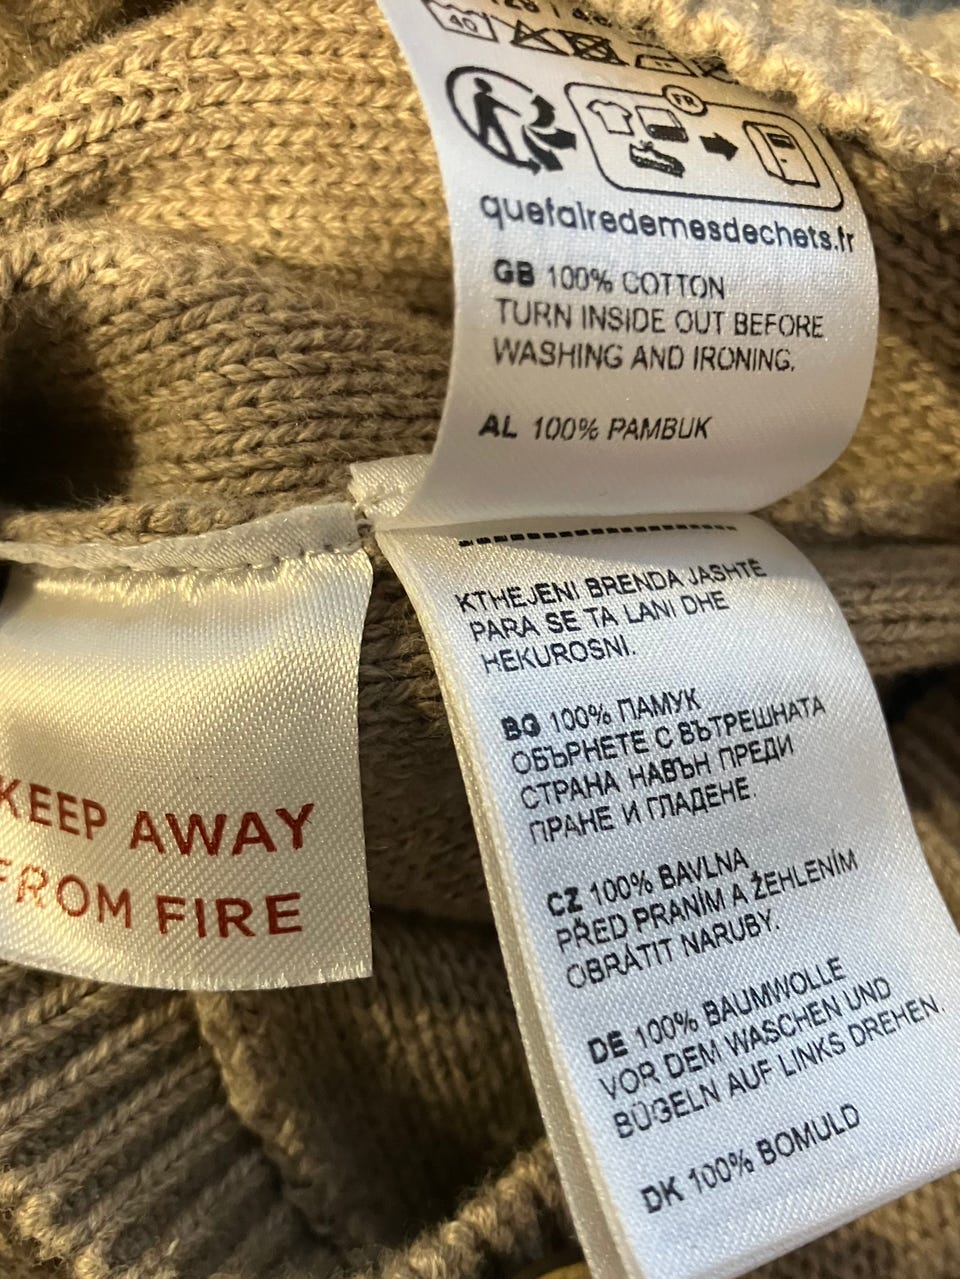 40
FR
quefairedemesdechets.fr
GB 100% COTTON
TURN INSIDE OUT BEFORE
WASHING AND IRONING.
AL 100% PAMBUK
KTHEJENI BRENDA JASHTË
PARA SE TA LANI DHE
HEKUROSNI.
BG 100% ПАМУК
ОБЪРНЕТЕ С ВЪТРЕШНАТА
СТРАНА НАВЪН ПРЕДИ
ПРАНЕ И ГЛАДЕНЕ
CZ 100% BAVLNA
PŘED PRANÍM A ŽEHLENÍM
OBRÁTIT NARUBY.
DE 100% BAUMWOLLE
VOR DEM WASCHEN UND
BÜGELN AUF LINKS DREHEN.
DK 100% BOMULD
KEEP AWAY
FROM FIRE